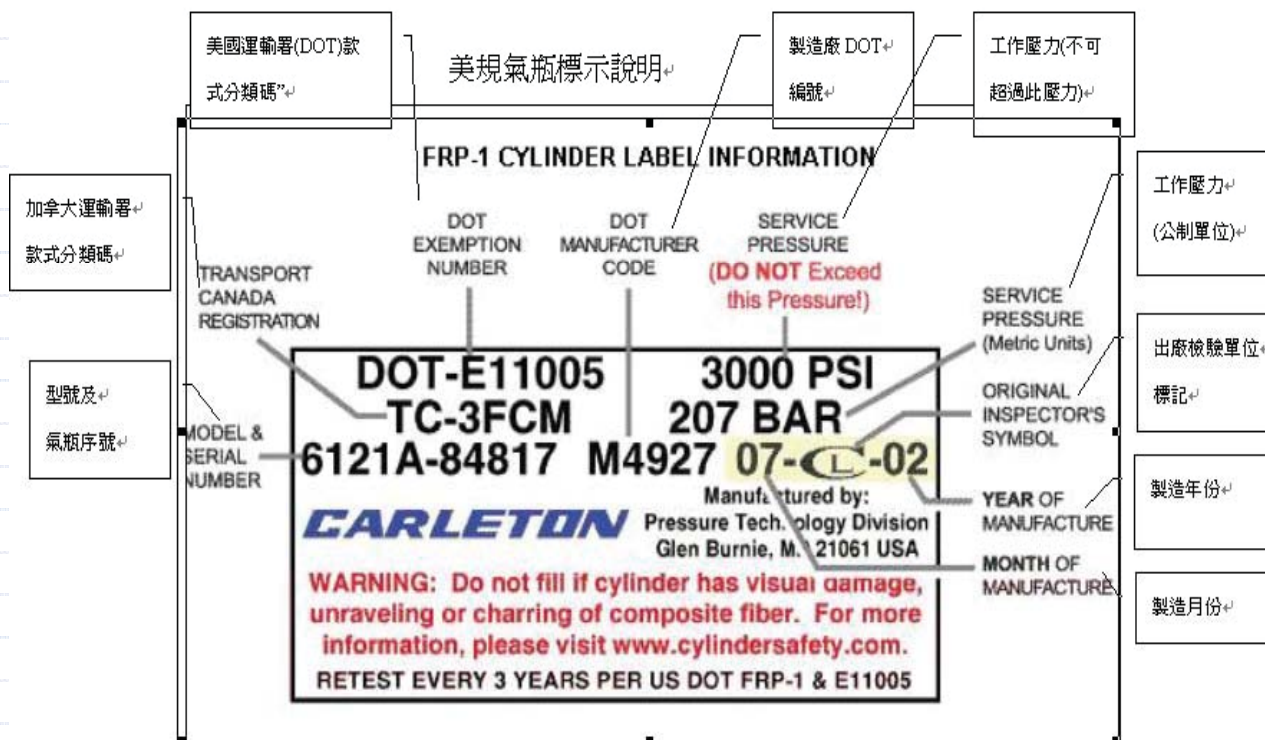 美國運輸署(DOT)款
式分類碼”
美規氣瓶標示說明
製造廠 DOT
編號
工作壓力(不可
超過此壓力)
FRP-1 CYLINDER LABEL INFORMATION
加拿大運輸署
款式分類碼
工作壓力
(公制單位)
DOT
EXEMPTION
NUMBER
DOT
MANUFACTURER
CODE
SERVICE
PRESSURE
(DO NOT Exceed
this Pressure!)
TRANSPORT
CANADA
REGISTRATION
SERVICE
PRESSURE
(Metric Units)
出廠檢驗單位
標記
型號及
氣瓶序號
ORIGINAL
INSPECTOR'S
SYMBOL
MODEL &
SERIAL
NUMBER
DOT-E11005 3000 PSI
TC-3FCM 207 BAR
6121A-84817 M4927 07-CL-02
CARLETON
Manufactured by:
Pressure Technology Division
Glen Burnie, 21061 USA
YEAR OF
MANUFACTURE
製造年份
MONTH OF
MANUFACTURE
製造月份
WARNING: Do not fill if cylinder has visual damage,
unraveling or charring of composite fiber. For more
information, please visit www.cylindersafety.com.
RETEST EVERY 3 YEARS PER US DOT FRP-1 & E11005